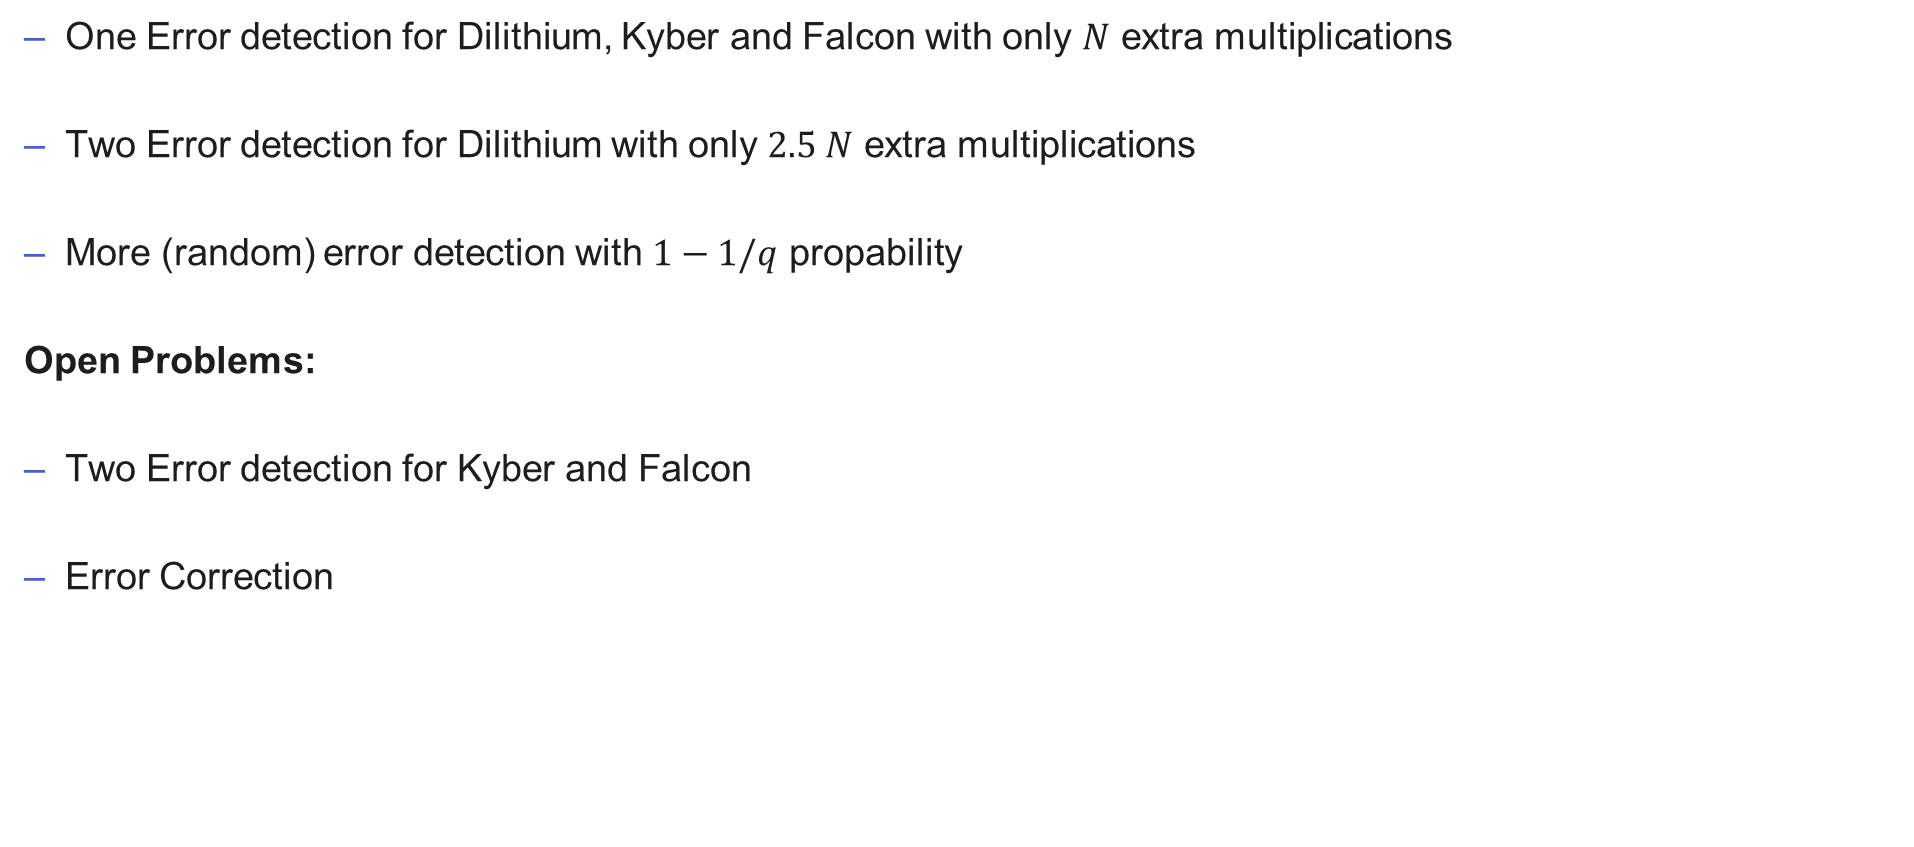 – One Error detection for Dilithium, Kyber and Falcon with only N extra multiplications
– Two Error detection for Dilithium with only 2.5 N extra multiplications
– More (random) error detection with 1 − 1/q propability
Open Problems:
– Two Error detection for Kyber and Falcon
– Error Correction